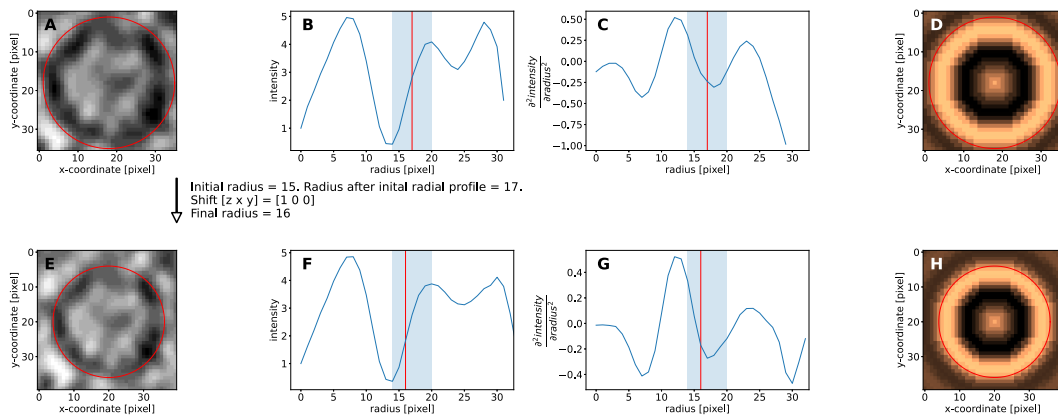 A
B
C
D
0
10
20
30
y-coordinate [pixel]
0 10 20 30
x-coordinate [pixel]
5
4
3
2
1
intensity
0 5 10 15 20 25 30
radius [pixel]
0.50
0.25
0.00
−0.25
−0.50
−0.75
−1.00
∂²intensity
∂radius²
0 5 10 15 20 25 30
radius [pixel]
0
10
20
30
y-coordinate [pixel]
0 10 20 30
x-coordinate [pixel]
Initial radius = 15. Radius after inital radial profile = 17.
Shift [z x y] = [1 0 0]
Final radius = 16
E
F
G
H
0
10
20
30
y-coordinate [pixel]
0 10 20 30
x-coordinate [pixel]
5
4
3
2
1
intensity
0 5 10 15 20 25 30
radius [pixel]
0.4
0.2
0.0
−0.2
−0.4
∂²intensity
∂radius²
0 5 10 15 20 25 30
radius [pixel]
0
10
20
30
y-coordinate [pixel]
0 10 20 30
x-coordinate [pixel]